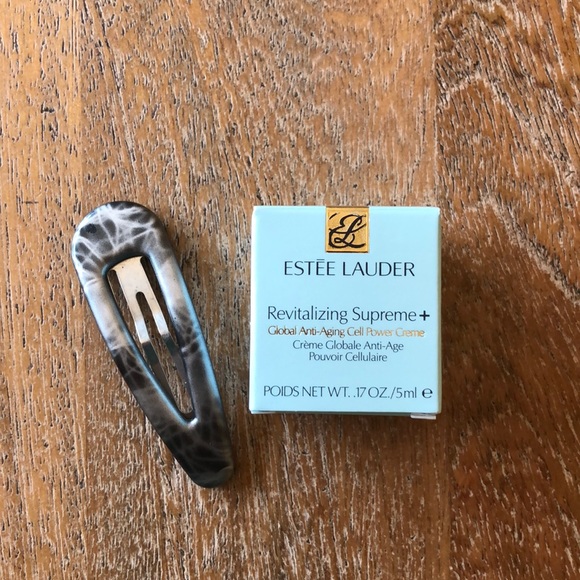 EL
ESTĒE LAUDER
Revitalizing Supreme+
Global Anti-Aging Cell Power Creme
Crème Globale Anti-Age
Pouvoir Cellulaire
POIDS NET WT. .17 OZ./5ml e